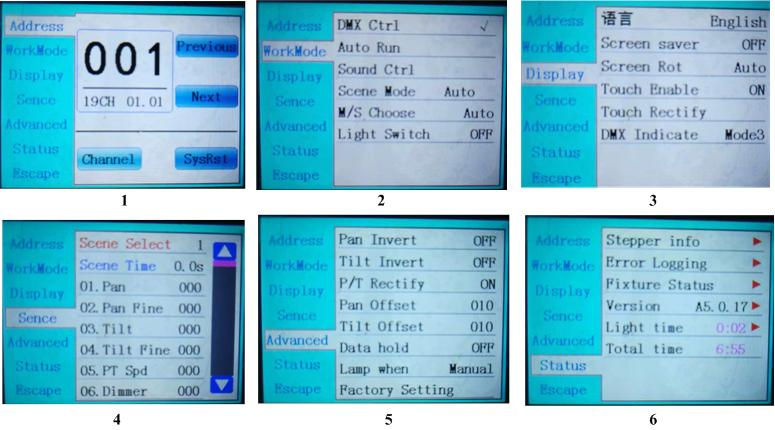 Address
WorkMode
Display
Sence
Advanced
Status
Escape
001
19CH 01.01
Previous
Next
Channel
SysRst
1
Address
WorkMode
Display
Sence
Advanced
Status
Escape
DMX Ctrl √
Auto Run
Sound Ctrl
Scene Mode Auto
M/S Choose Auto
Light Switch OFF
2
Address
WorkMode
Display
Sence
Advanced
Status
Escape
语言 English
Screen saver OFF
Screen Rot Auto
Touch Enable ON
Touch Rectify
DMX Indicate Mode3
3
Address
WorkMode
Display
Sence
Advanced
Status
Escape
Scene Select 1
Scene Time 0.0s
01. Pan 000
02. Pan Fine 000
03. Tilt 000
04. Tilt Fine 000
05. PT Spd 000
06. Dimmer 000
4
Address
WorkMode
Display
Sence
Advanced
Status
Escape
Pan Invert OFF
Tilt Invert OFF
P/T Rectify ON
Pan Offset 010
Tilt Offset 010
Data hold OFF
Lamp when Manual
Factory Setting
5
Address
WorkMode
Display
Sence
Advanced
Status
Escape
Stepper info
Error Logging
Fixture Status
Version A5.0.17
Light time 0:02
Total time 6:55
6